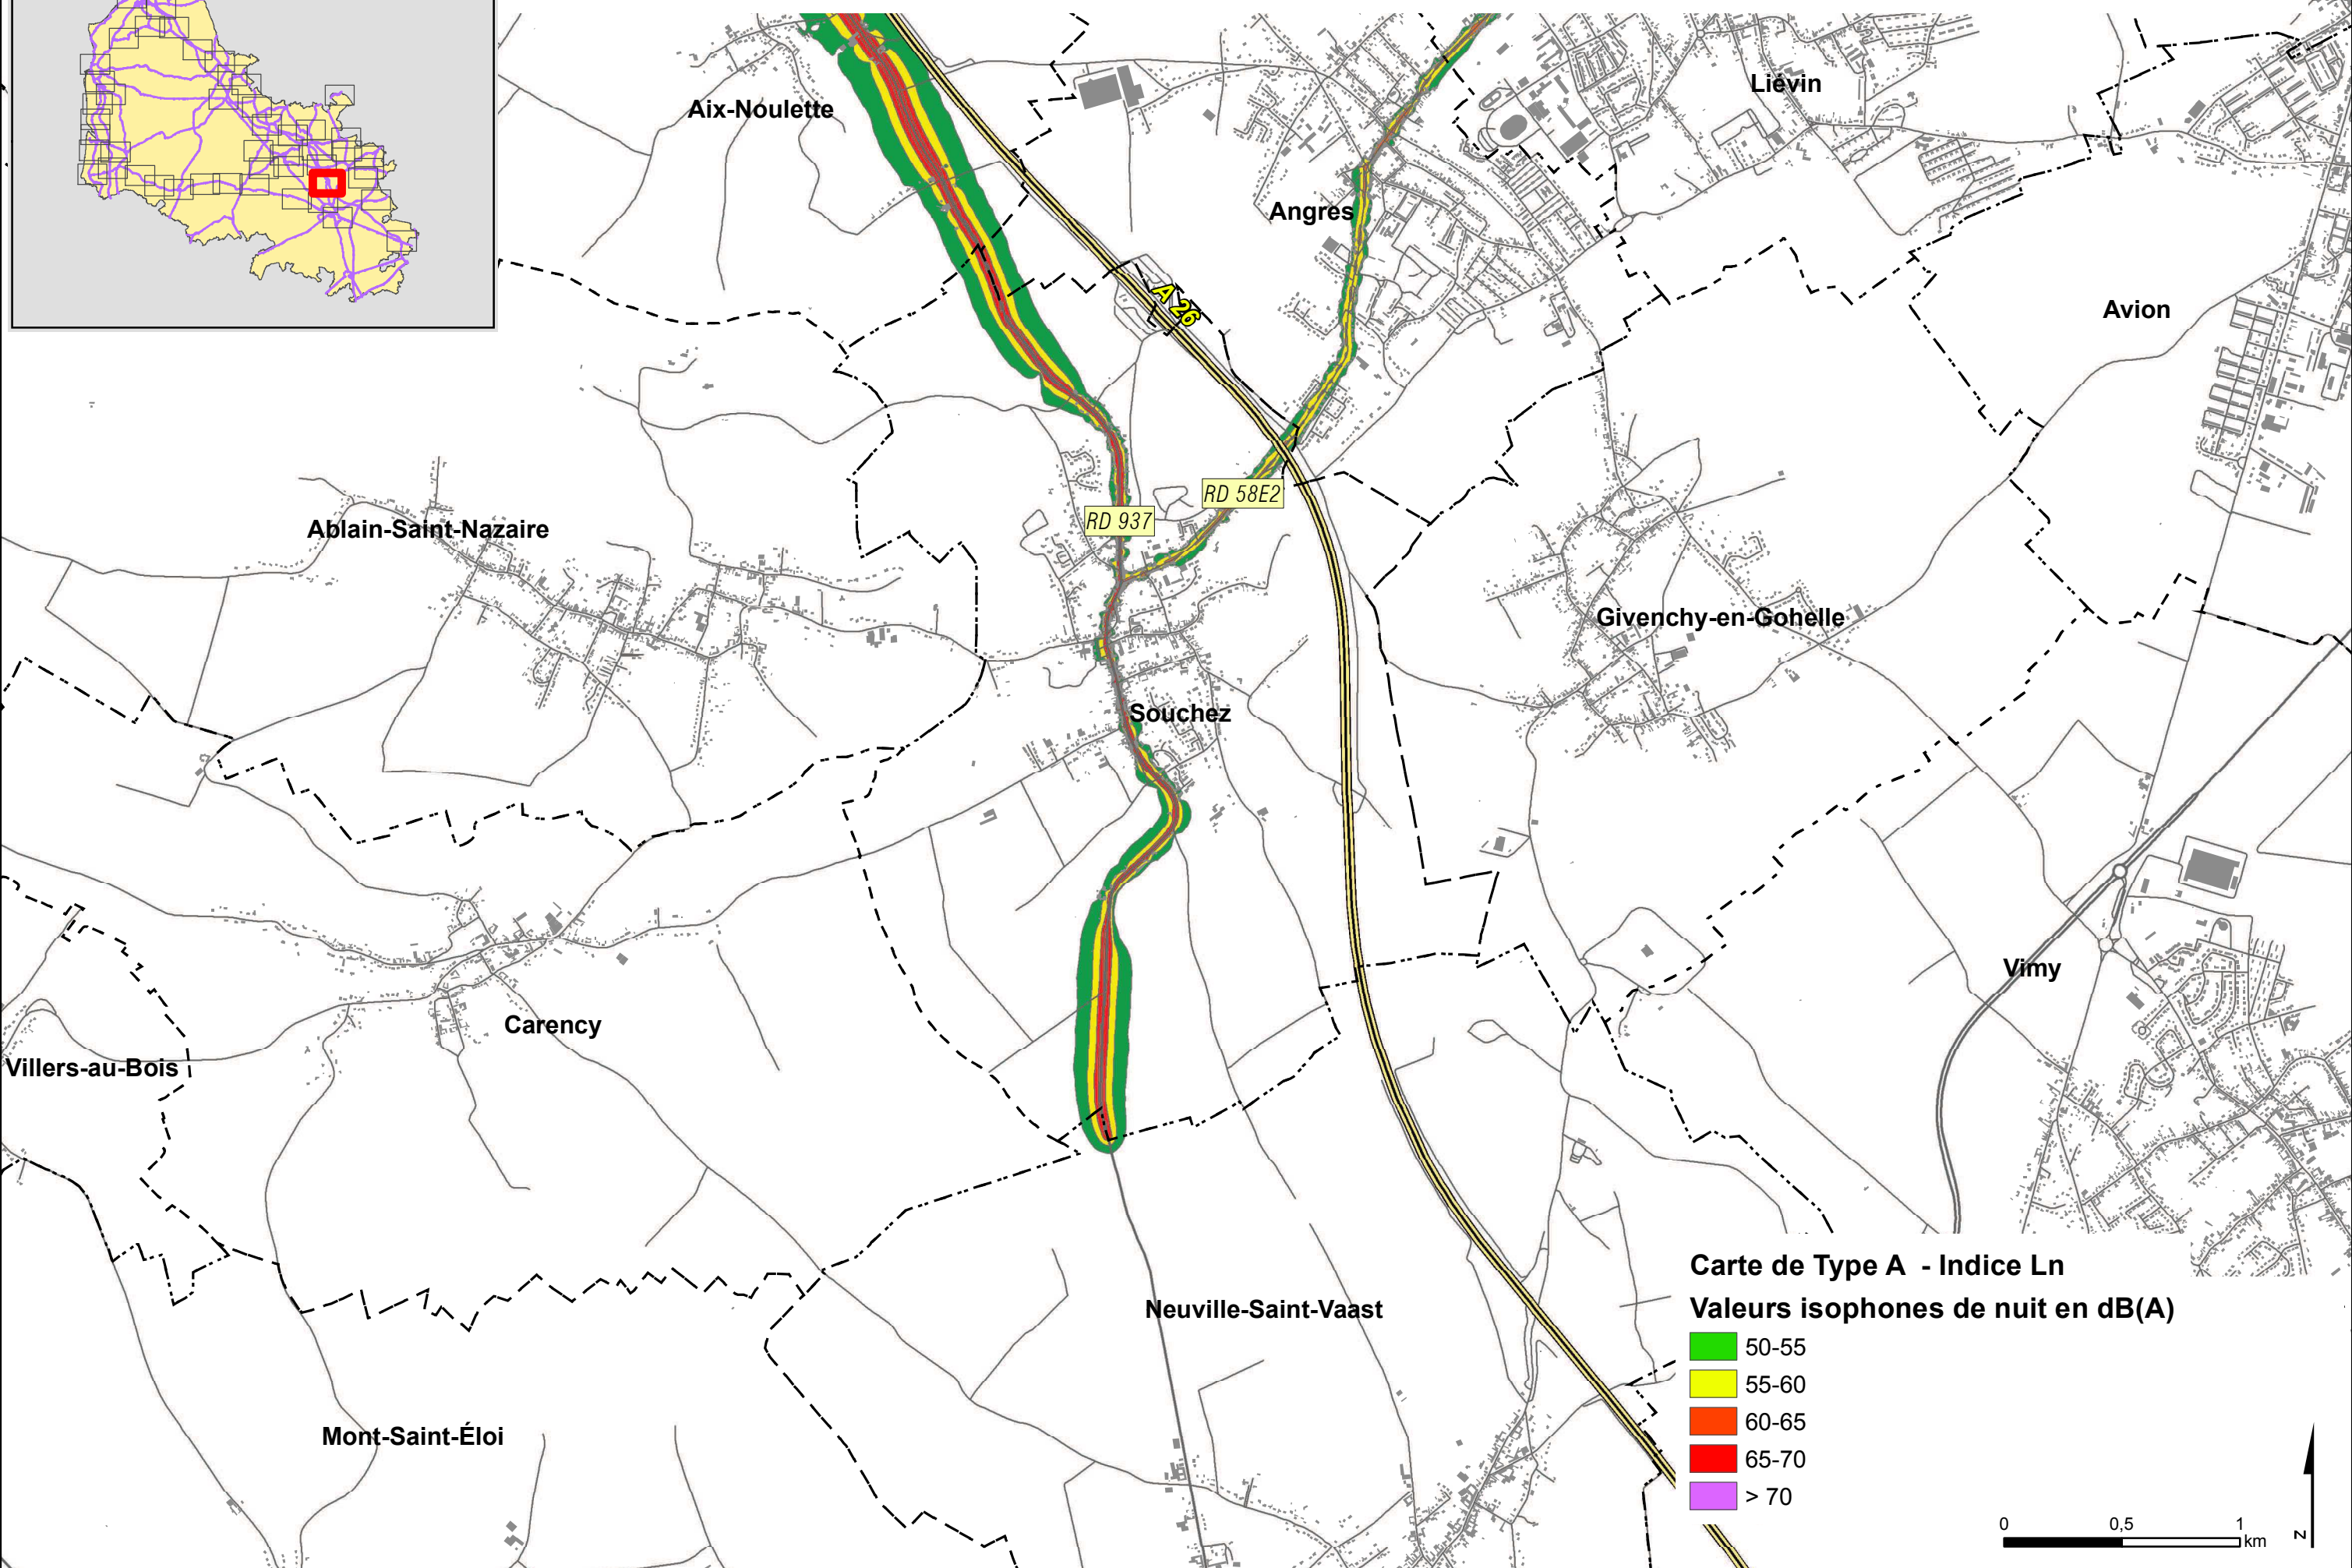 Liévin
Aix-Noulette
Angres
A 26
Avion
RD 58E2
RD 937
Ablain-Saint-Nazaire
Givenchy-en-Gohelle
Souchez
Vimy
Carency
Villers-au-Bois
Neuville-Saint-Vaast
Mont-Saint-Éloi
Carte de Type A - Indice Ln
Valeurs isophones de nuit en dB(A)
50-55
55-60
60-65
65-70
> 70
0 0,5 1
km
N